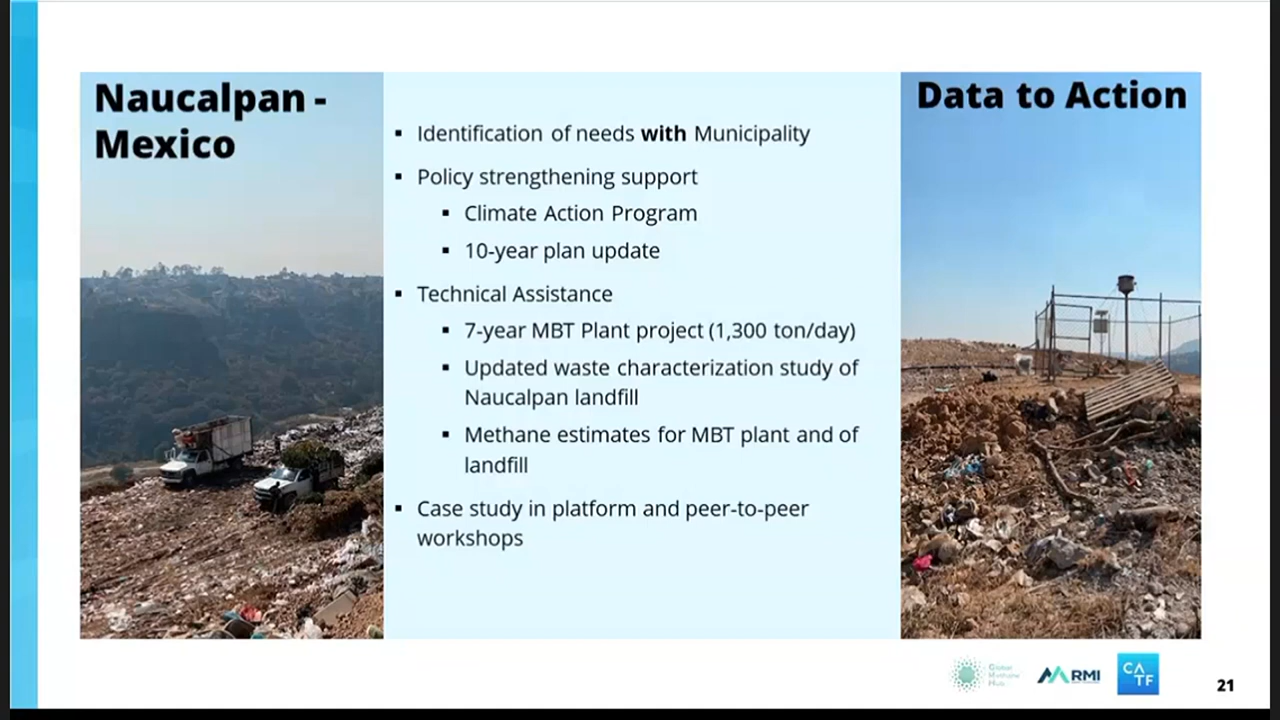 Naucalpan -
Mexico
▪ Identification of needs with Municipality
▪ Policy strengthening support
▪ Climate Action Program
▪ 10-year plan update
▪ Technical Assistance
▪ 7-year MBT Plant project (1,300 ton/day)
▪ Updated waste characterization study of
Naucalpan landfill
▪ Methane estimates for MBT plant and of
landfill
▪ Case study in platform and peer-to-peer
workshops
Data to Action
Global
Methane
Hub
RMI
CA
TF
21